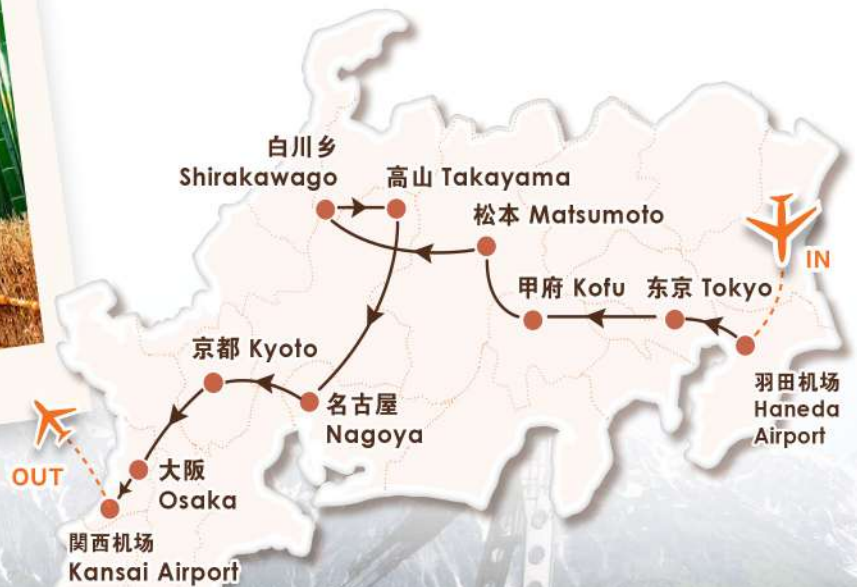 白川乡
Shirakawago
高山 Takayama
松本 Matsumoto
IN
甲府 Kofu
东京 Tokyo
羽田机场
Haneda
Airport
京都 Kyoto
名古屋
Nagoya
OUT
大阪
Osaka
関西机场
Kansai Airport